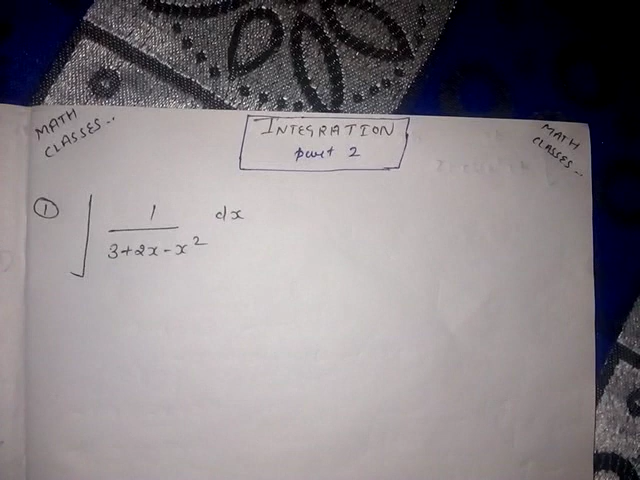 MATH
CLASSES...
INTEGRATION
part 2
MATH
CLASSES...
① ∫ 1/(3+2x-x²) dx